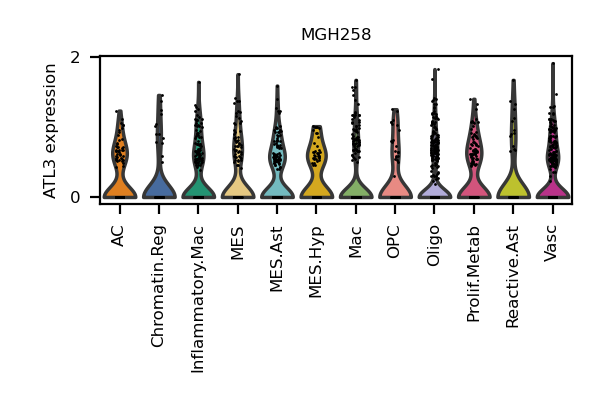 MGH258
ATL3 expression
2
0
AC
Chromatin.Reg
Inflammatory.Mac
MES
MES.Ast
MES.Hyp
Mac
OPC
Oligo
Prolif.Metab
Reactive.Ast
Vasc